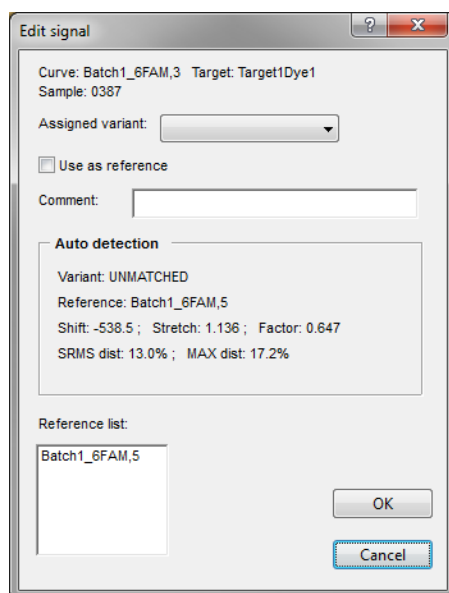 Edit signal
?
Curve: Batch1_6FAM,3 Target: Target1Dye1
Sample: 0387
Assigned variant:
Use as reference
Comment:
Auto detection
Variant: UNMATCHED
Reference: Batch1_6FAM,5
Shift: -538.5 ; Stretch: 1.136 ; Factor: 0.647
SRMS dist: 13.0% ; MAX dist: 17.2%
Reference list:
Batch1_6FAM,5
OK
Cancel